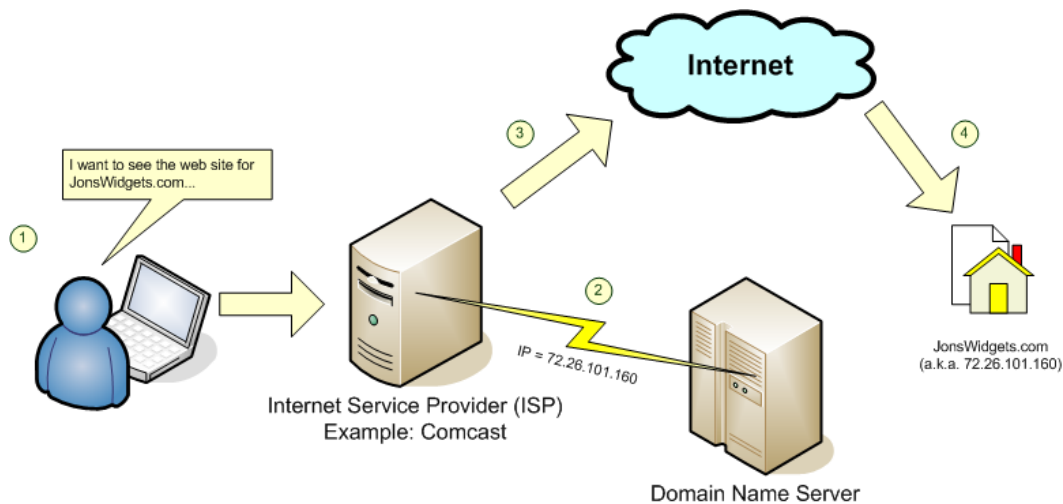 Internet
3
4
I want to see the web site for
JonsWidgets.com...
1
2
IP = 72.26.101.160
JonsWidgets.com
(a.k.a. 72.26.101.160)
Internet Service Provider (ISP)
Example: Comcast
Domain Name Server